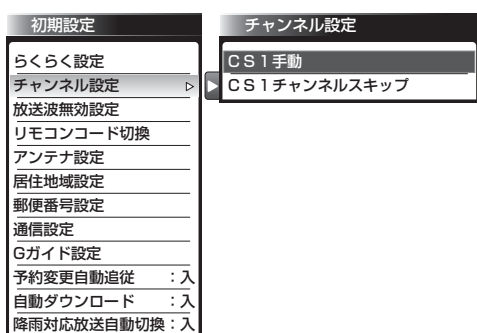 初期設定
らくらく設定
チャンネル設定
放送波無効設定
リモコンコード切換
アンテナ設定
居住地域設定
郵便番号設定
通信設定
Gガイド設定
予約変更自動追従 ：入
自動ダウンロード ：入
降雨対応放送自動切換：入
チャンネル設定
ＣＳ１手動
ＣＳ１チャンネルスキップ